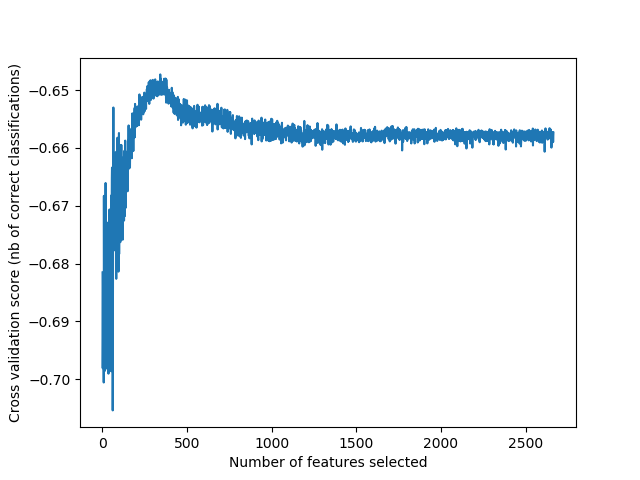 Cross validation score (nb of correct classifications)
−0.65
−0.66
−0.67
−0.68
−0.69
−0.70
0 500 1000 1500 2000 2500
Number of features selected